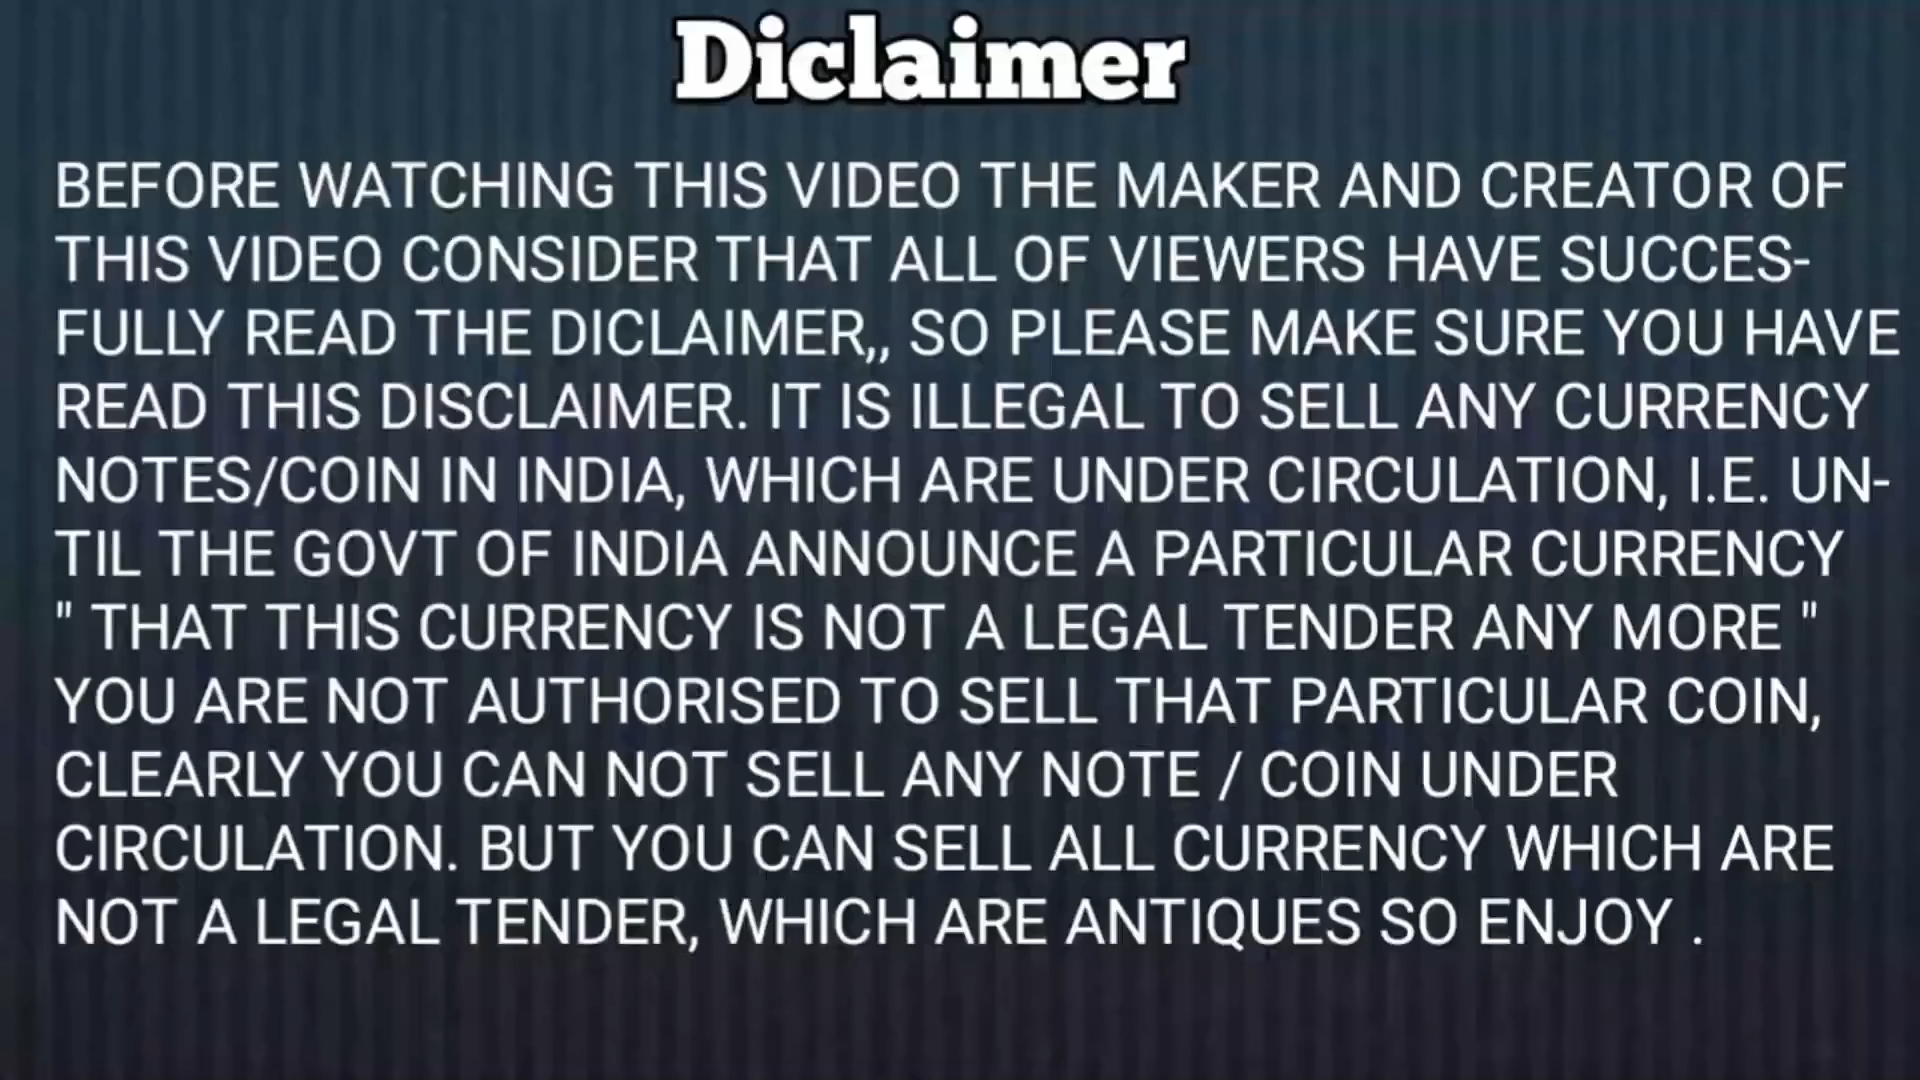 Diclaimer
BEFORE WATCHING THIS VIDEO THE MAKER AND CREATOR OF
THIS VIDEO CONSIDER THAT ALL OF VIEWERS HAVE SUCCES-
FULLY READ THE DICLAIMER,, SO PLEASE MAKE SURE YOU HAVE
READ THIS DISCLAIMER. IT IS ILLEGAL TO SELL ANY CURRENCY
NOTES/COIN IN INDIA, WHICH ARE UNDER CIRCULATION, I.E. UN-
TIL THE GOVT OF INDIA ANNOUNCE A PARTICULAR CURRENCY
" THAT THIS CURRENCY IS NOT A LEGAL TENDER ANY MORE "
YOU ARE NOT AUTHORISED TO SELL THAT PARTICULAR COIN,
CLEARLY YOU CAN NOT SELL ANY NOTE / COIN UNDER
CIRCULATION. BUT YOU CAN SELL ALL CURRENCY WHICH ARE
NOT A LEGAL TENDER, WHICH ARE ANTIQUES SO ENJOY .